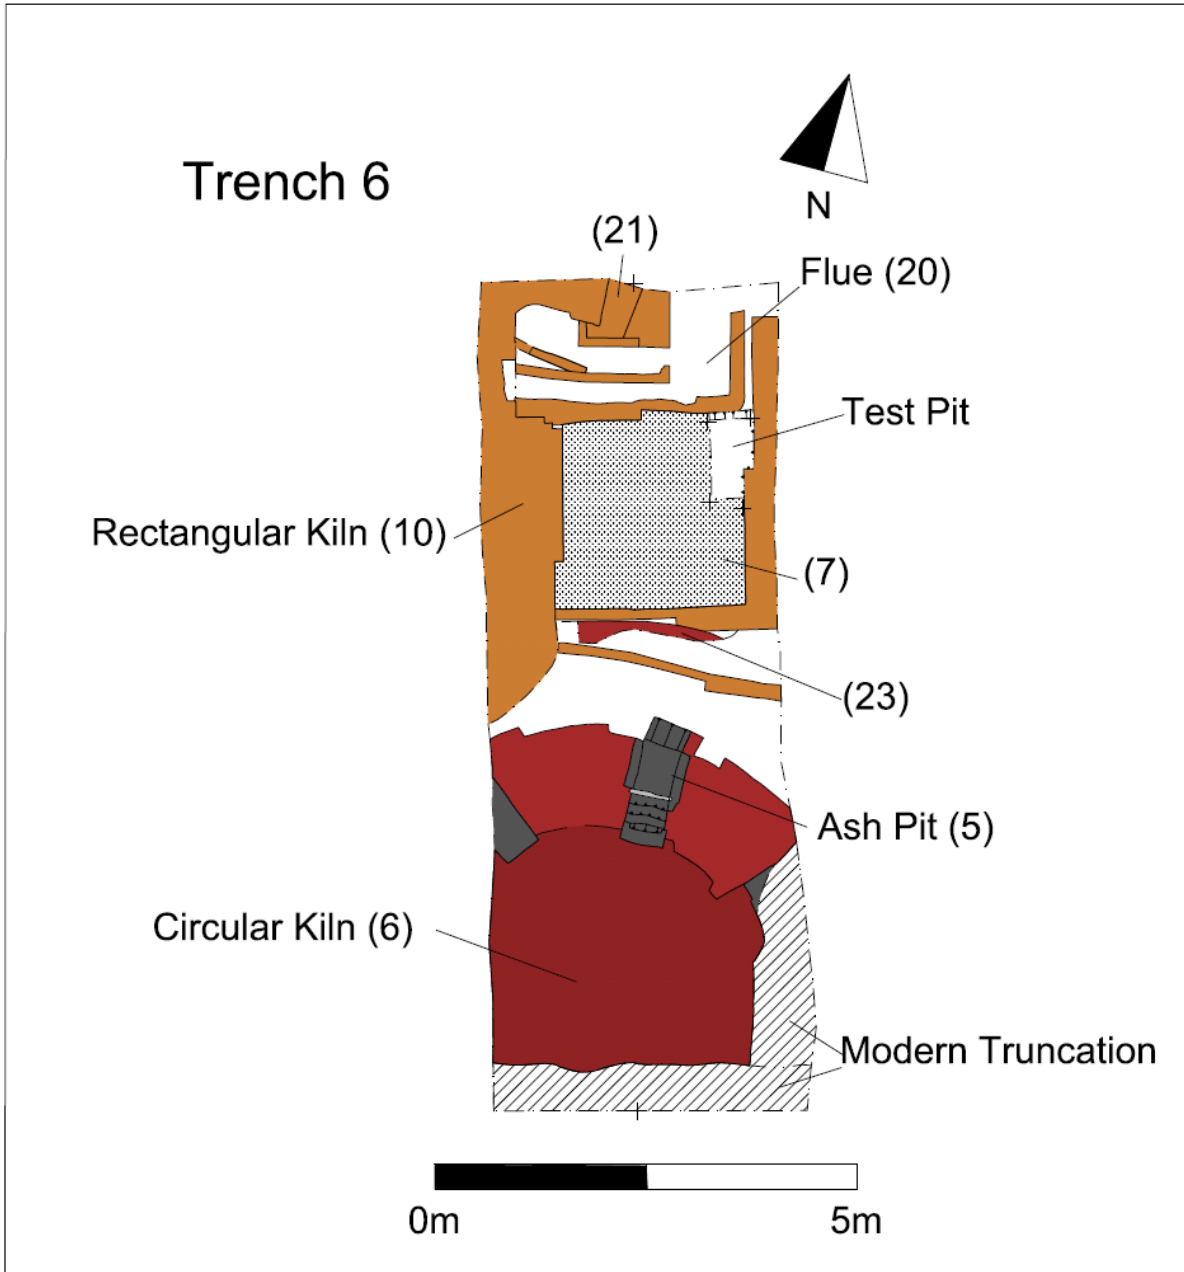 Trench 6
N
(21)
Flue (20)
Test Pit
Rectangular Kiln (10)
(7)
(23)
Ash Pit (5)
Circular Kiln (6)
Modern Truncation
0m
5m